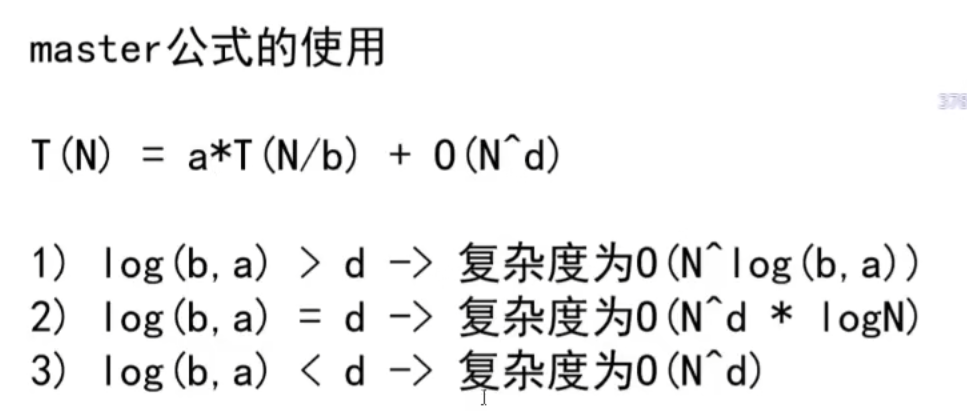 master公式的使用
T(N) = a*T(N/b) + O(N^d)
1) log(b,a) > d -> 复杂度为O(N^log(b,a))
2) log(b,a) = d -> 复杂度为O(N^d * logN)
3) log(b,a) < d -> 复杂度为O(N^d)